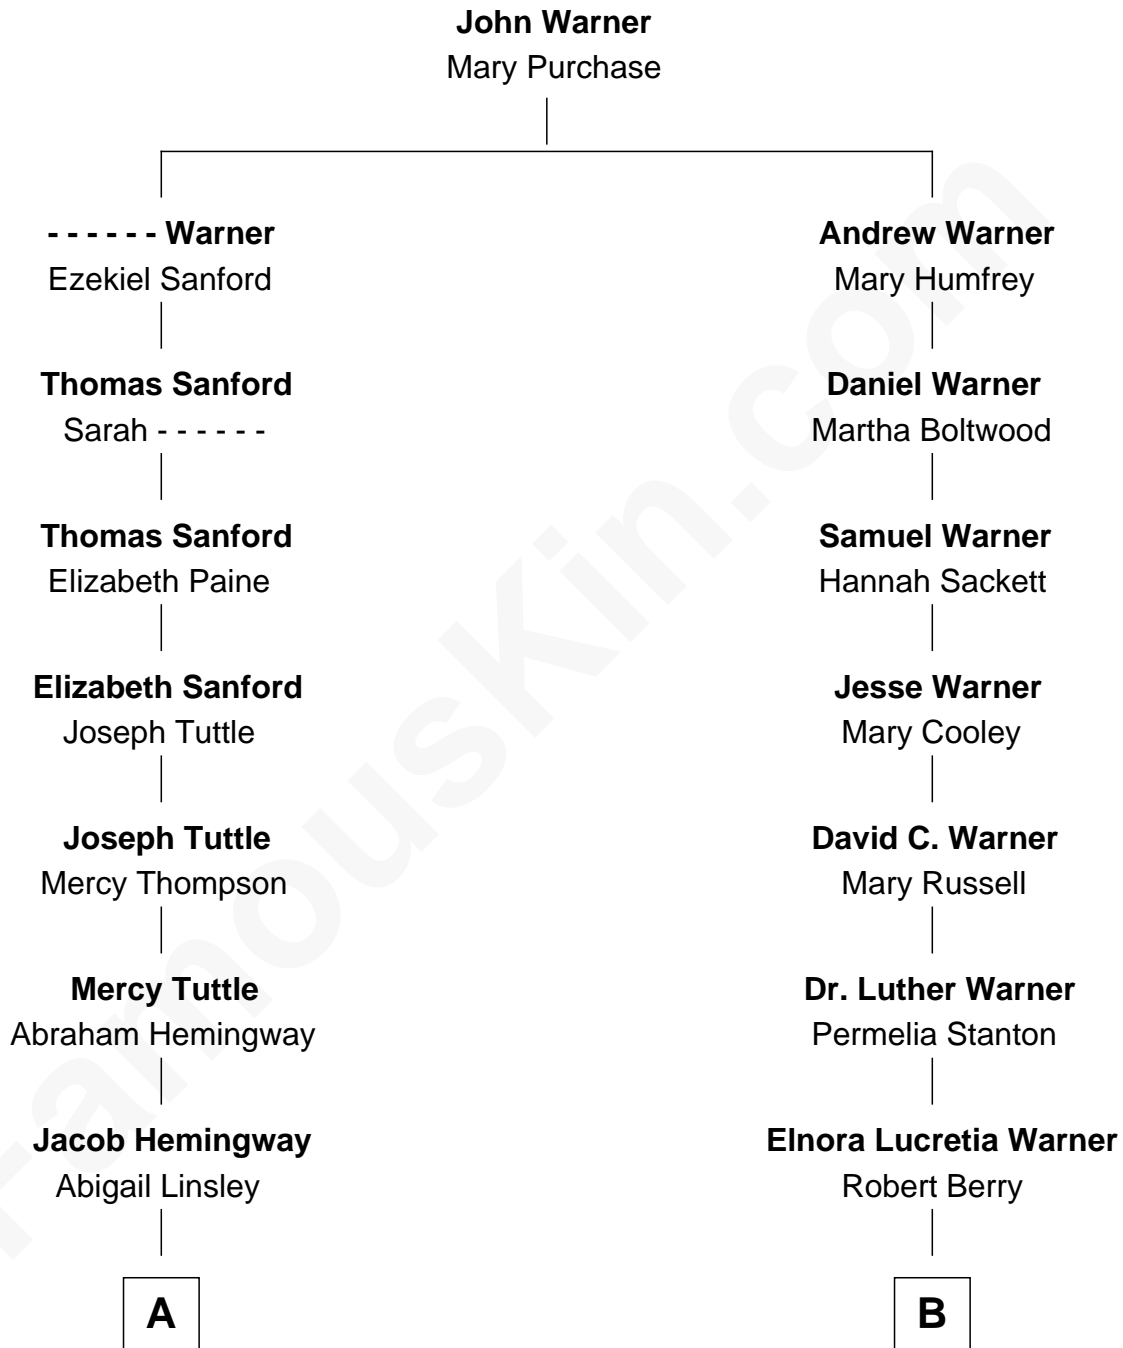 John Warner
Mary Purchase
- - - - - - Warner
Ezekiel Sanford
Thomas Sanford
Sarah - - - - - -
Thomas Sanford
Elizabeth Paine
Elizabeth Sanford
Joseph Tuttle
Joseph Tuttle
Mercy Thompson
Mercy Tuttle
Abraham Hemingway
Jacob Hemingway
Abigail Linsley
A
Andrew Warner
Mary Humfrey
Daniel Warner
Martha Boltwood
Samuel Warner
Hannah Sackett
Jesse Warner
Mary Cooley
David C. Warner
Mary Russell
Dr. Luther Warner
Permelia Stanton
Elnora Lucretia Warner
Robert Berry
B
FamousKin.com